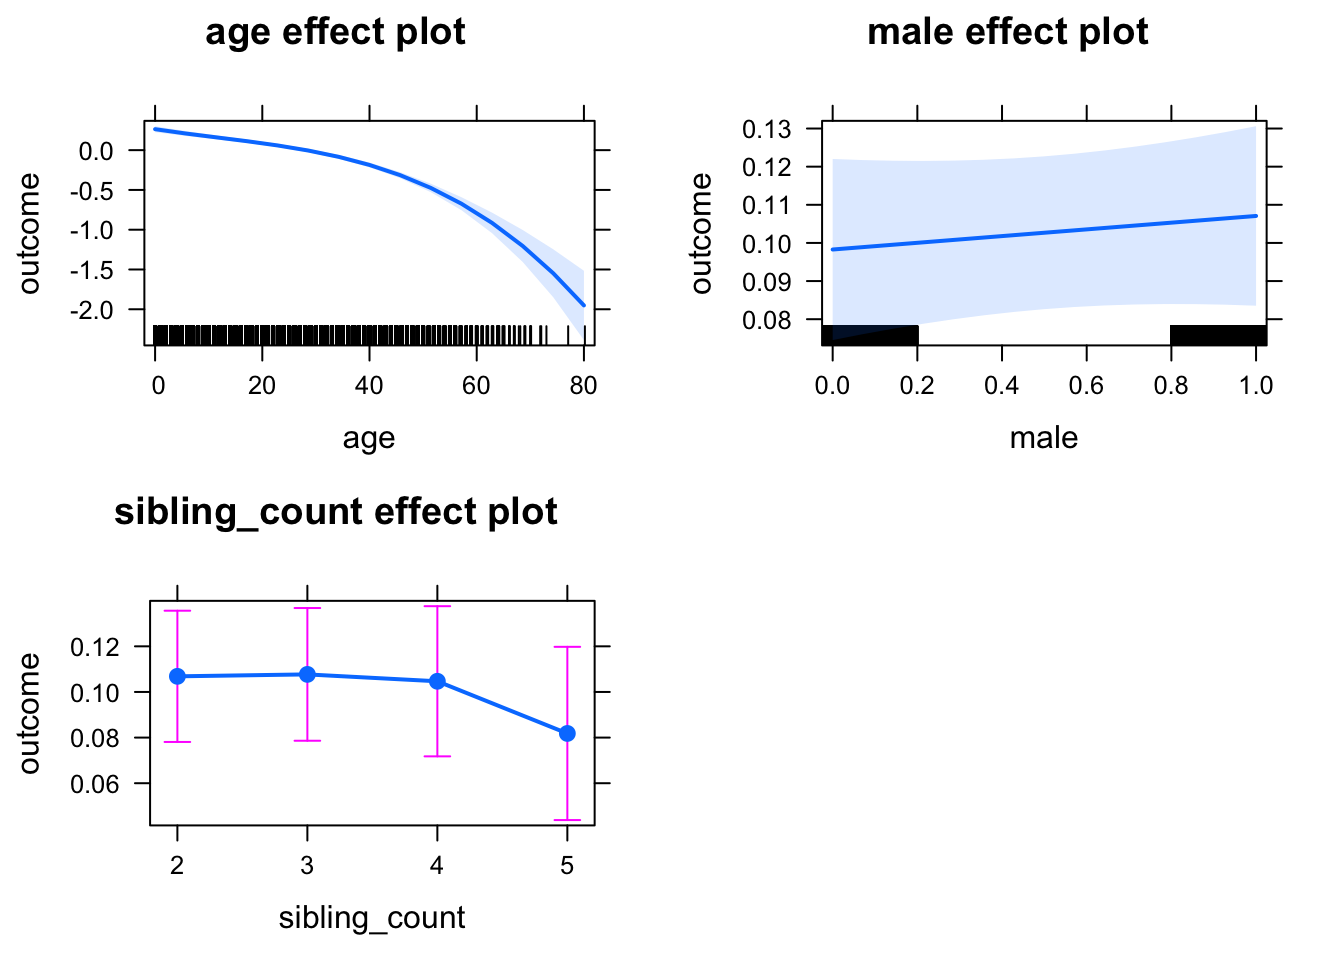 age effect plot
outcome
0.0
-0.5
-1.0
-1.5
-2.0
0 20 40 60 80
age
male effect plot
outcome
0.13
0.12
0.11
0.10
0.09
0.08
0.0 0.2 0.4 0.6 0.8 1.0
male
sibling_count effect plot
outcome
0.12
0.10
0.08
0.06
2 3 4 5
sibling_count